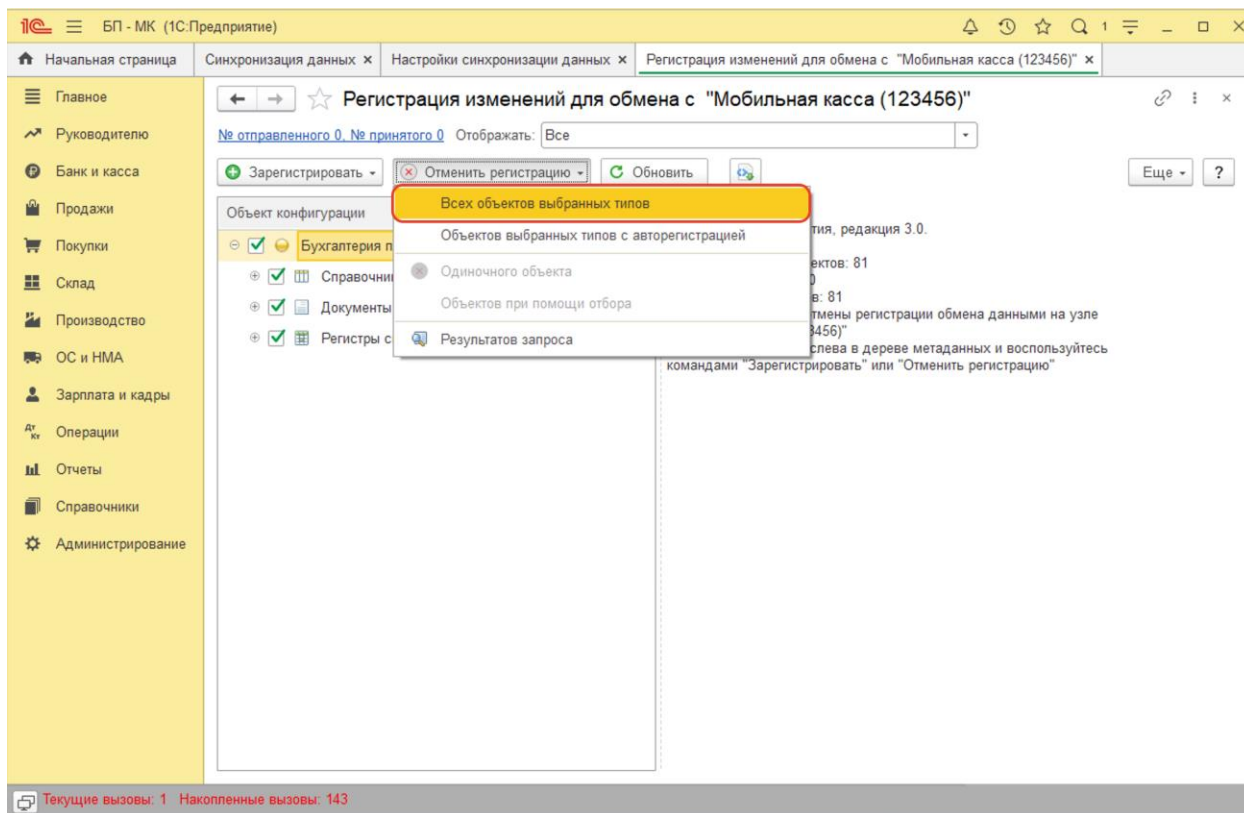 БП - МК (1С:Предприятие)
1
Начальная страница
Синхронизация данных ×
Настройки синхронизации данных ×
Регистрация изменений для обмена с "Мобильная касса (123456)" ×
Главное
Руководителю
Банк и касса
Продажи
Покупки
Склад
Производство
ОС и НМА
Зарплата и кадры
Дт Кт Операции
Отчеты
Справочники
Администрирование
Регистрация изменений для обмена с "Мобильная касса (123456)"
№ отправленного 0, № принятого 0 Отображать: Все
Зарегистрировать
Отменить регистрацию
Обновить
Еще
?
Объект конфигурации
Бухгалтерия п
Справочни
Документы
Регистры с
Всех объектов выбранных типов
Объектов выбранных типов с авторегистрацией
Одиночного объекта
Объектов при помощи отбора
Результатов запроса
тия, редакция 3.0.
ектов: 81
в: 81
тмены регистрации обмена данными на узле
3456)"
слева в дереве метаданных и воспользуйтесь
командами "Зарегистрировать" или "Отменить регистрацию"
Текущие вызовы: 1 Накопленные вызовы: 143